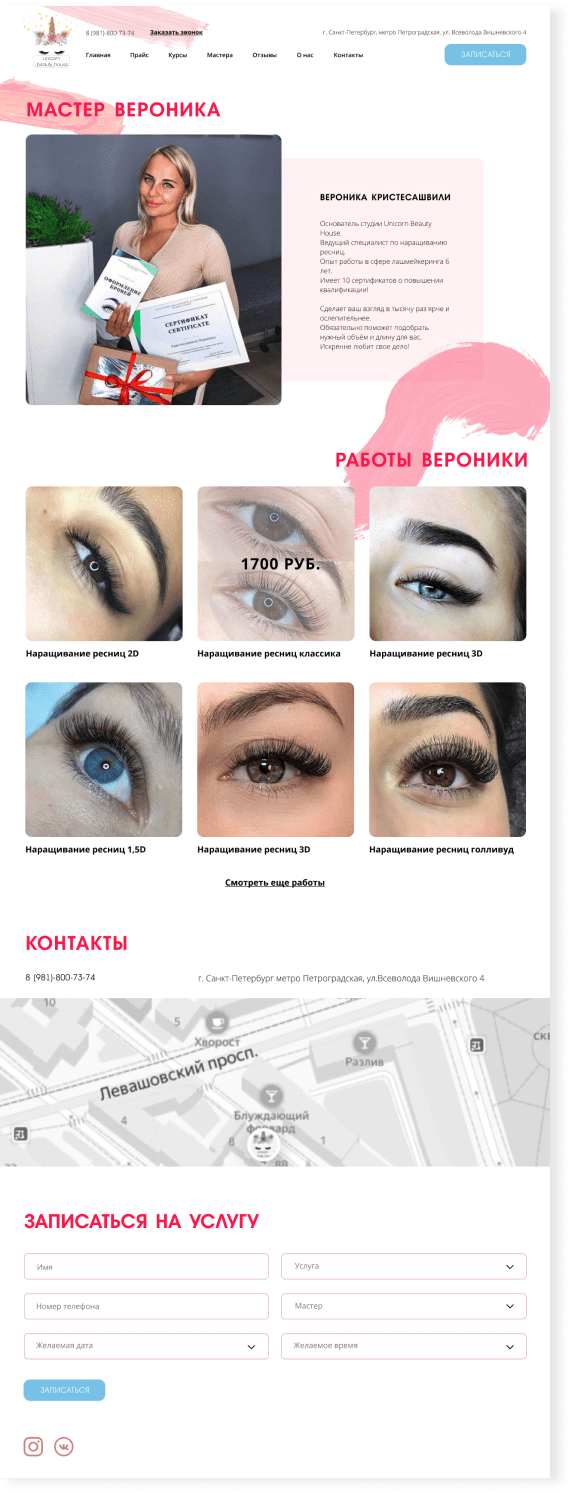 unicorn
_beauty_house_
8 (981)-800-73-74
Заказать звонок
г. Санкт-Петербург, метро Петроградская, ул. Всеволода Вишневского 4
Главная Прайс Курсы Мастера Отзывы О нас Контакты
ЗАПИСАТЬСЯ
МАСТЕР ВЕРОНИКА
ОФОРМЛЕНИЕ
БРОВЕЙ
СЕРТИФИКАТ
CERTIFICATE
ВЕРОНИКА КРИСТЕСАШВИЛИ
Основатель студии Unicorn Beauty
House.
Ведущий специалист по наращиванию
ресниц.
Опыт работы в сфере лашмейкеринга 6
лет.
Имеет 10 сертификатов о повышении
квалификации!
Сделает ваш взгляд в тысячу раз ярче и
ослепительнее.
Обязательно поможет подобрать
нужный объём и длину для вас.
Искренне любит свое дело!
РАБОТЫ ВЕРОНИКИ
1700 РУБ.
Наращивание ресниц 2D
Наращивание ресниц классика
Наращивание ресниц 3D
Наращивание ресниц 1,5D
Наращивание ресниц 3D
Наращивание ресниц голливуд
Смотреть еще работы
КОНТАКТЫ
8 (981)-800-73-74
г. Санкт-Петербург метро Петроградская, ул.Всеволода Вишневского 4
10
5
Хворост
Левашовский просп.
Разлив
4
Блуждающий
форвард
8
1
8В
ЗАПИСАТЬСЯ НА УСЛУГУ
Имя
Услуга
Номер телефона
Мастер
Желаемая дата
Желаемое время
ЗАПИСАТЬСЯ